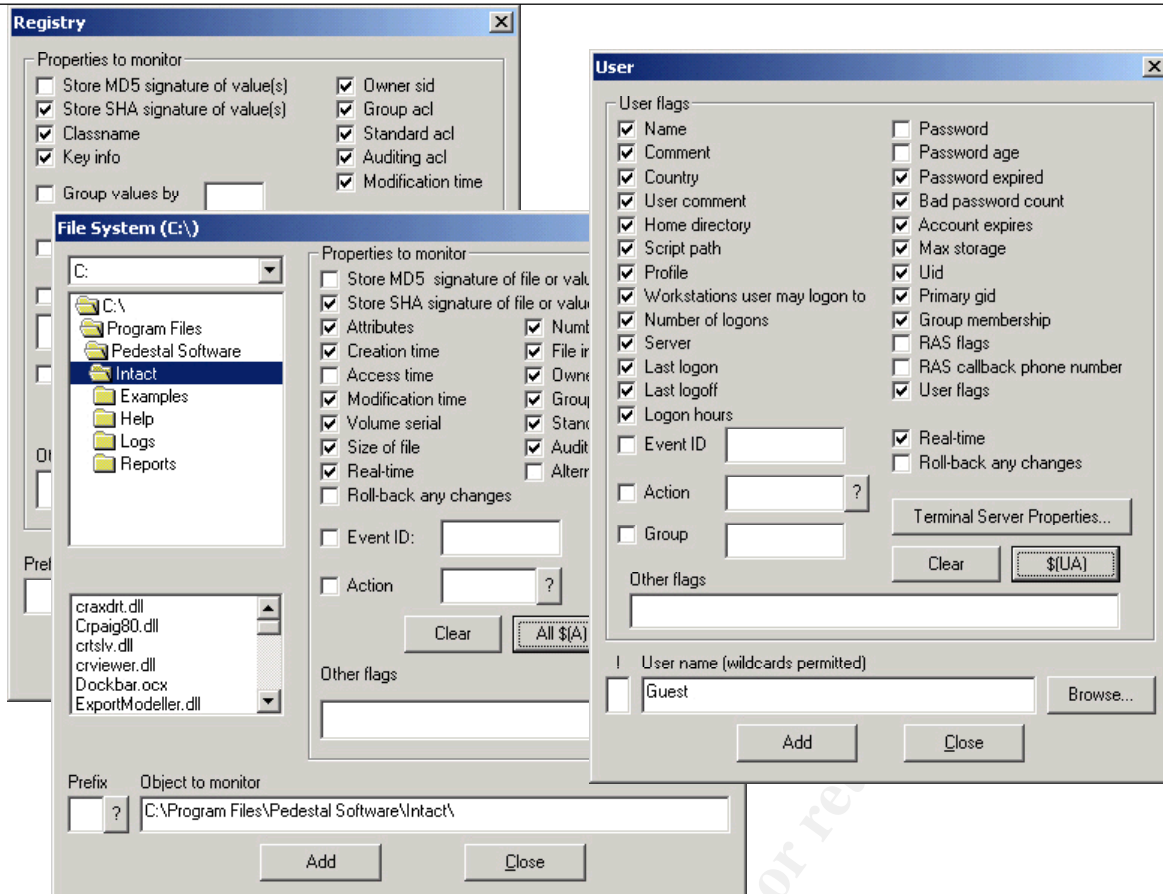 Registry
Properties to monitor
Store MD5 signature of value(s)
Store SHA signature of value(s)
Classname
Key info
Group values by
Owner sid
Group acl
Standard acl
Auditing acl
Modification time
File System (C:\)
C:
C:\
Program Files
Pedestal Software
Intact
Examples
Help
Logs
Reports
craxdrt.dll
Crpaig80.dll
crtslv.dll
crviewer.dll
Dockbar.ocx
ExportModeller.dll
Properties to monitor
Store MD5 signature of file or valu
Store SHA signature of file or value
Attributes
Creation time
Access time
Modification time
Volume serial
Size of file
Real-time
Roll-back any changes
Numb
File in
Owne
Group
Stand
Audit
Altern
Event ID:
Action
?
Clear
All $(A)
Other flags
Prefix
Object to monitor
?
C:\Program Files\Pedestal Software\Intact\
Add
Close
User
User flags
Name
Comment
Country
User comment
Home directory
Script path
Profile
Workstations user may logon to
Number of logons
Server
Last logon
Last logoff
Logon hours
Event ID
Action
?
Group
Password
Password age
Password expired
Bad password count
Account expires
Max storage
Uid
Primary gid
Group membership
RAS flags
RAS callback phone number
User flags
Real-time
Roll-back any changes
Terminal Server Properties...
Clear
$(UA)
Other flags
! User name (wildcards permitted)
Guest
Browse...
Add
Close